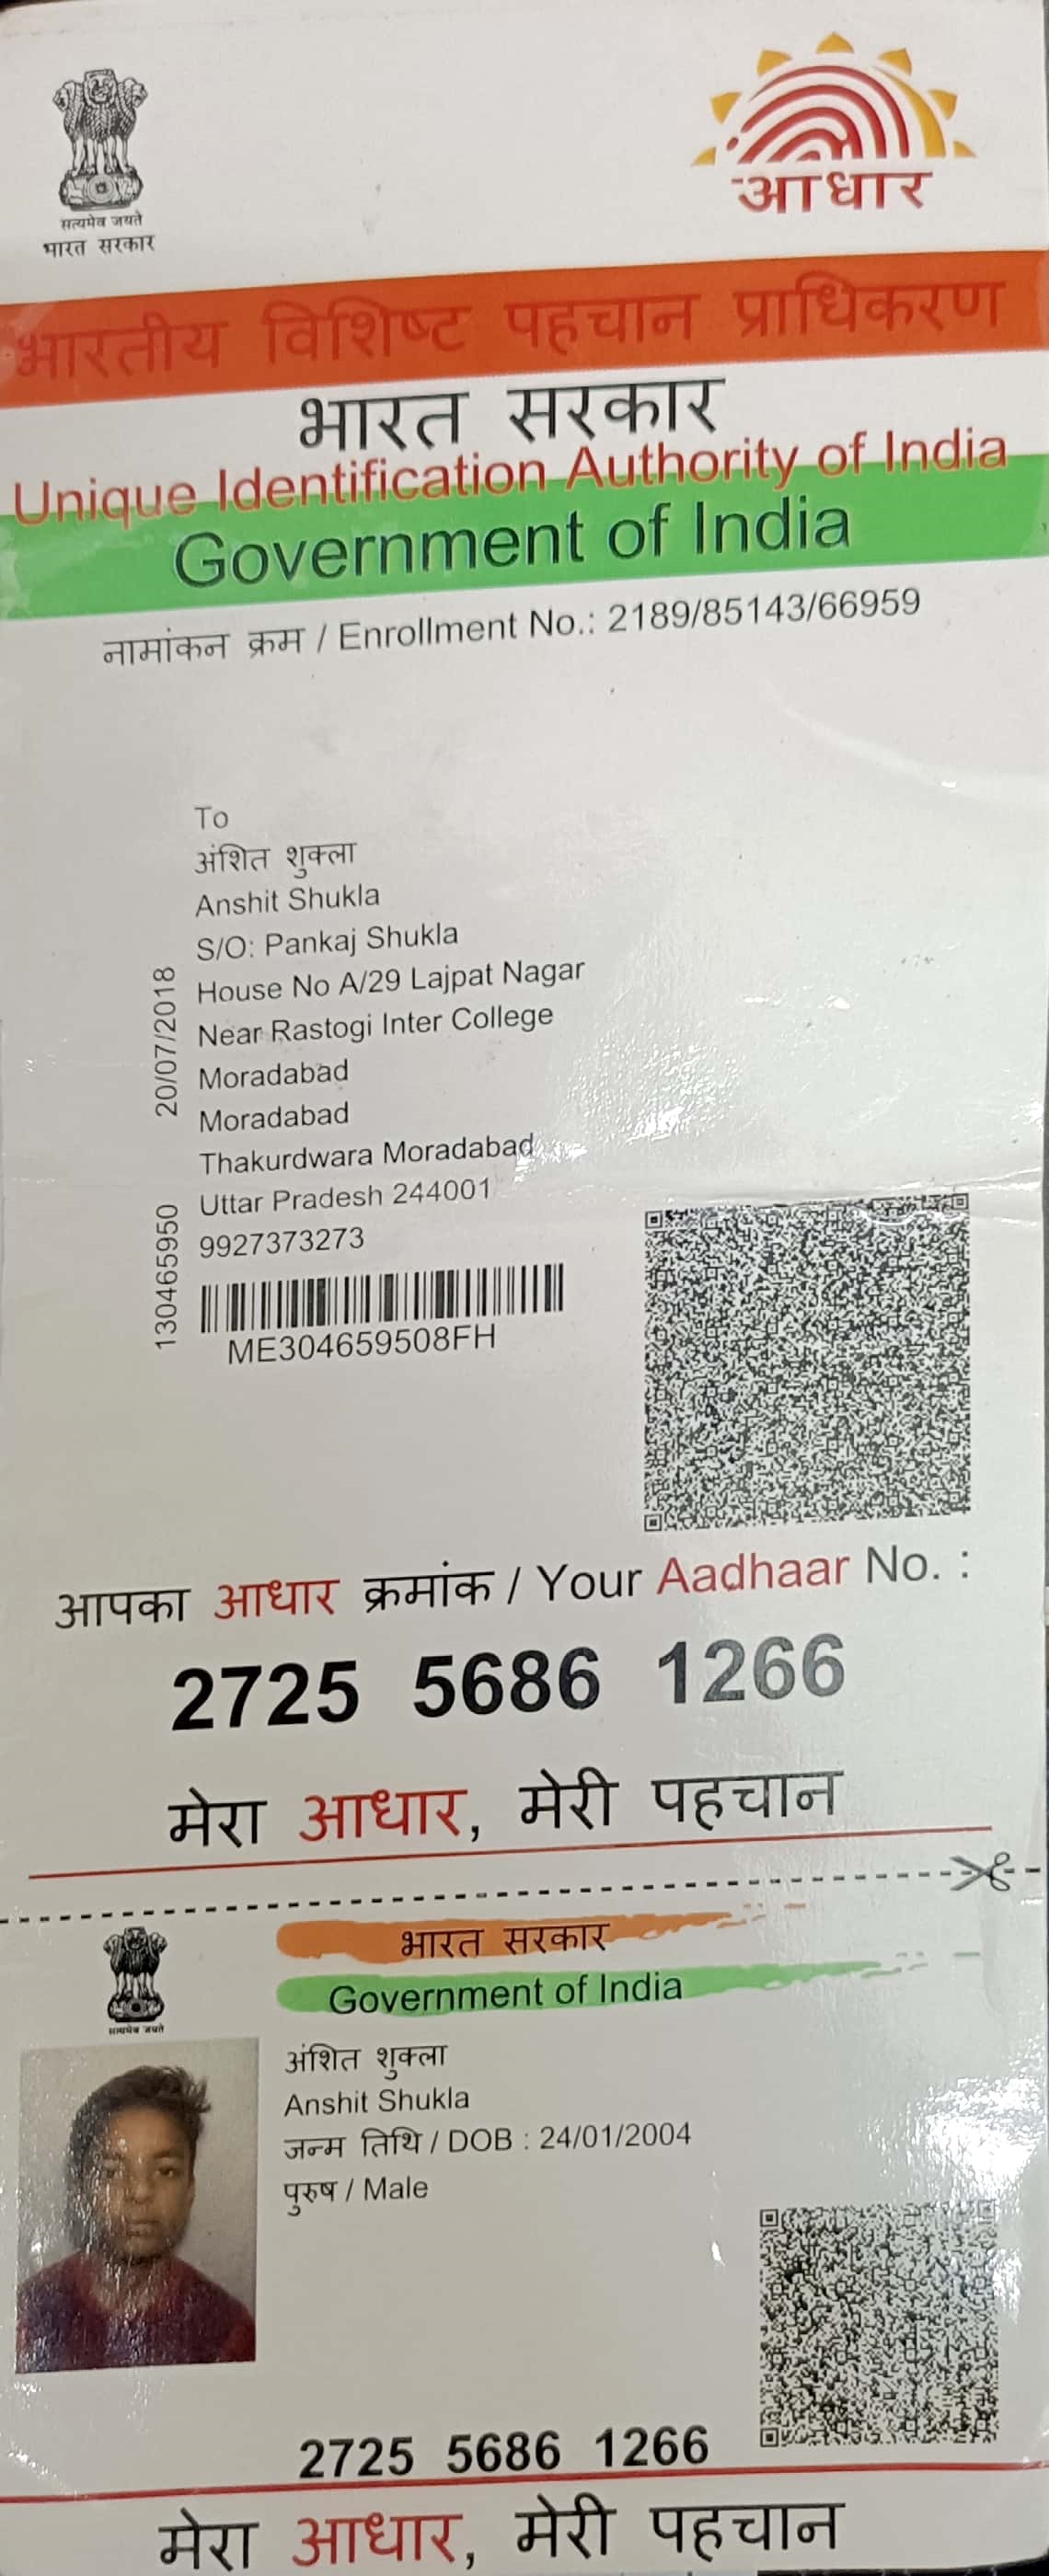 सत्यमेव जयते
भारत सरकार
आधार
भारतीय विशिष्ट पहचान प्राधिकरण
भारत सरकार
Unique Identification Authority of India
Government of India
नामांकन क्रम / Enrollment No.: 2189/85143/66959
To
अंशित शुक्ला
Anshit Shukla
S/O: Pankaj Shukla
House No A/29 Lajpat Nagar
Near Rastogi Inter College
Moradabad
Moradabad
Thakurdwara Moradabad
Uttar Pradesh 244001
9927373273
20/07/2018
130465950
ME304659508FH
आपका आधार क्रमांक / Your Aadhaar No. :
2725 5686 1266
मेरा आधार, मेरी पहचान
सत्यमेव जयते
भारत सरकार
Government of India
अंशित शुक्ला
Anshit Shukla
जन्म तिथि / DOB : 24/01/2004
पुरुष / Male
2725 5686 1266
मेरा आधार, मेरी पहचान